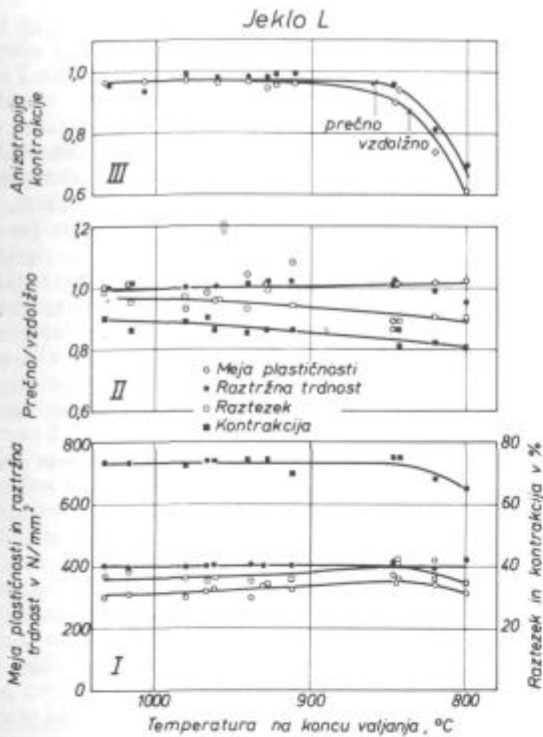 Jeklo L
Anizotropija
kontrakcije
1,0
0,8
0,6
III
prečno
vzdolžno
Prečno/vzdolžno
1,2
1,0
0,8
0,6
II
Meja plastičnosti
Raztržna trdnost
Raztezek
Kontrakcija
Meja plastičnosti in raztržna
trdnost v N/mm²
800
600
400
200
0
I
80
60
40
20
0
Raztezek in kontrakcija v %
1000
900
800
Temperatura na koncu valjanja, °C